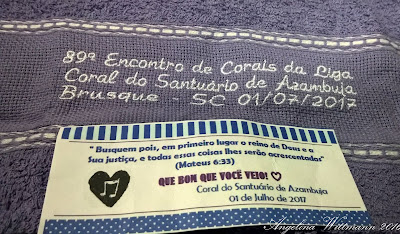 89º Encontro de Corais da Liga
Coral do Santuário de Azambuja
Brusque - SC 01/07/2017
"Busquem pois, em primeiro lugar o reino de Deus e a
Sua justiça, e todas essas coisas lhes serão acrescentadas"
(Mateus 6:33)
QUE BOM QUE VOCÊ VEIO! ♡
Coral do Santuário de Azambuja
01 de Julho de 2017
Angelina Wittmann 2016